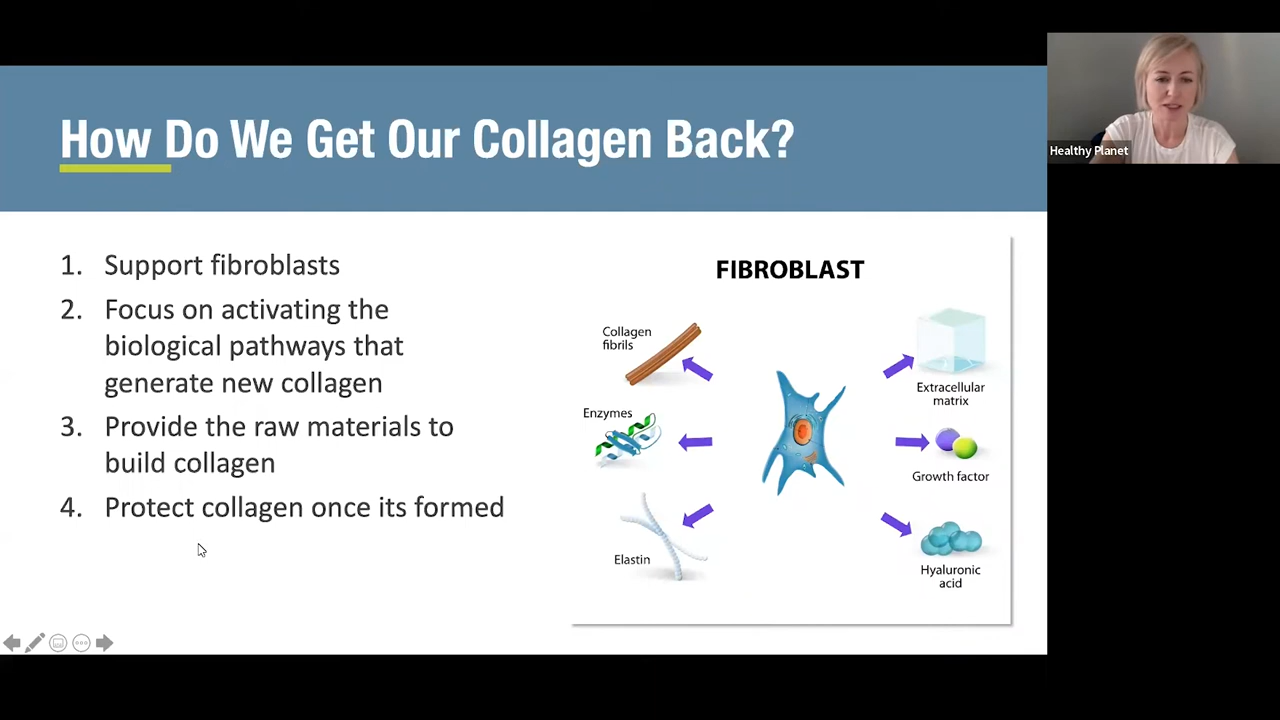 How Do We Get Our Collagen Back?
Healthy Planet
1. Support fibroblasts
2. Focus on activating the
biological pathways that
generate new collagen
3. Provide the raw materials to
build collagen
4. Protect collagen once its formed
FIBROBLAST
Collagen
fibrils
Enzymes
Elastin
Extracellular
matrix
Growth factor
Hyaluronic
acid